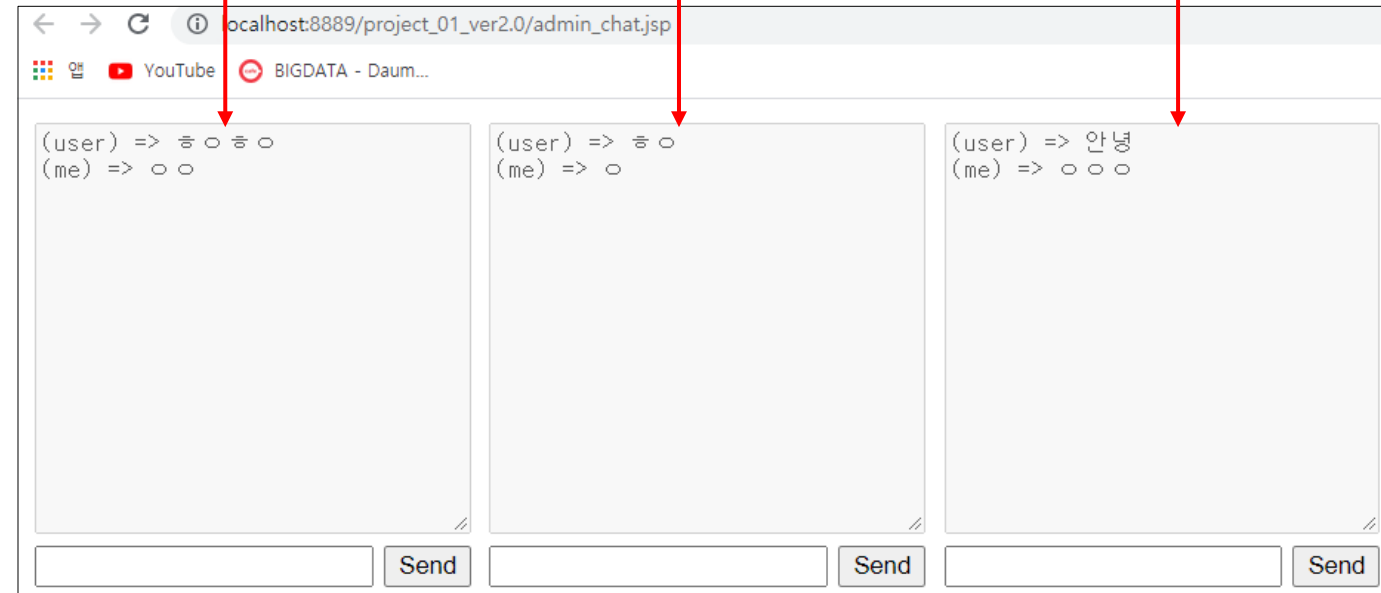 localhost:8889/project_01_ver2.0/admin_chat.jsp
앱 YouTube BIGDATA - Daum...
(user) => ㅎㅇㅎㅇ
(me) => ㅇㅇ
(user) => ㅎㅇ
(me) => ㅇ
(user) => 안녕
(me) => ㅇㅇㅇ
Send
Send
Send